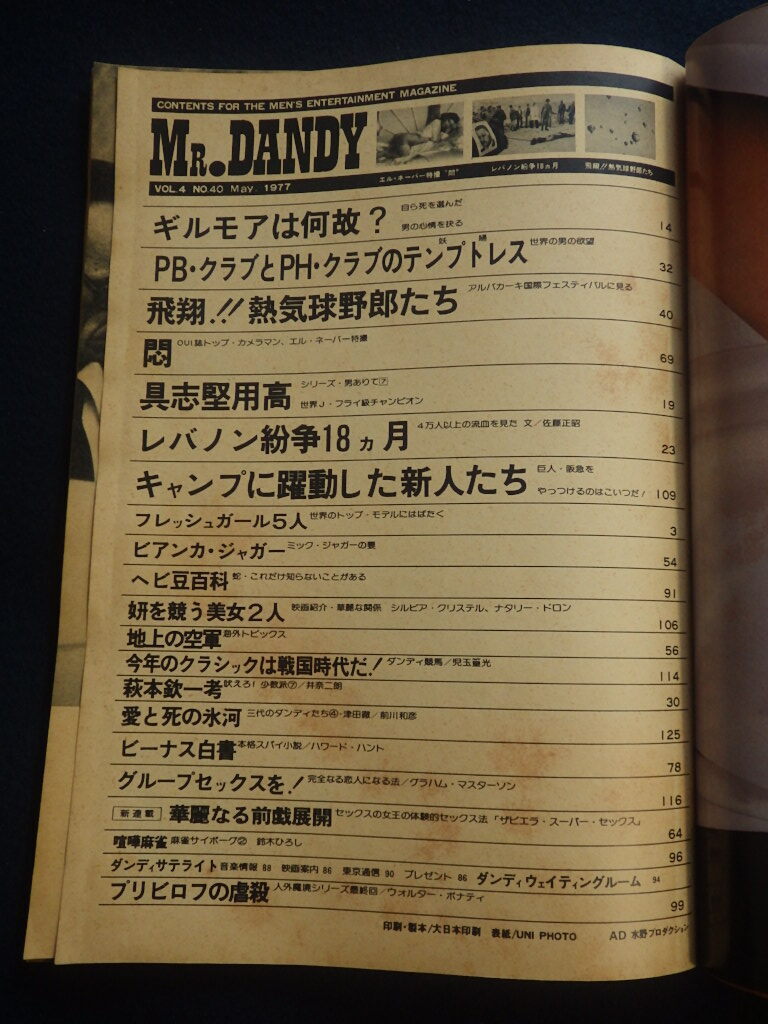 CONTENTS FOR THE MEN'S ENTERTAINMENT MAGAZINE
MR.DANDY
エル・ネーバー特撮 "悶"
レバノン紛争18ヵ月
飛翔!!熱気球野郎たち
VOL.4 NO.40 May. 1977
ギルモアは何故? 自ら死を選んだ
男の心情を抉る 14
PB・クラブとPH・クラブのテンプトレス 妖婦 世界の男の欲望 32
飛翔!!熱気球野郎たち アルバカーキ国際フェスティバルに見る 40
悶 OUI誌トップ・カメラマン、エル・ネーバー特撮 69
具志堅用高 シリーズ・男ありて⑦
世界J・フライ級チャンピオン 19
レバノン紛争18ヵ月 4万人以上の流血を見た 文/佐藤正昭 23
キャンプに躍動した新人たち 巨人・阪急を
やっつけるのはこいつだ! 109
フレッシュガール5人 世界のトップ・モデルにはばたく 3
ビアンカ・ジャガー ミック・ジャガーの妻 54
ヘビ豆百科 蛇・これだけ知らないことがある 91
妍を競う美女2人 映画紹介・華麗な関係 シルビア・クリステル、ナタリー・ドロン 106
地上の空軍 海外トピックス 56
今年のクラシックは戦国時代だ! ダンディ競馬/児玉 光 114
萩本欽一考 吠えろ!少数派⑦/井奈二朗 30
愛と死の氷河 三代のダンディたち④・津田徹/前川和彦 125
ビーナス白書 本格スパイ小説/ハワード・ハント 78
グループセックスを! 完全なる恋人になる法/グラハム・マスターソン 116
新連載 華麗なる前戯展開 セックスの女王の体験的セックス法「ザビエラ・スーパー・セックス」 64
喧嘩麻雀 麻雀サイボーグ② 鈴木ひろし 96
ダンディサテライト 音楽情報 88 映画案内 86 東京通信 90 プレゼント 86 ダンディウェイティングルーム 94
プリビロフの虐殺 人外魔境シリーズ最終回/ウォルター・ボナティ 99
印刷・製本/大日本印刷 表紙/UNI PHOTO AD 水野プロダクション